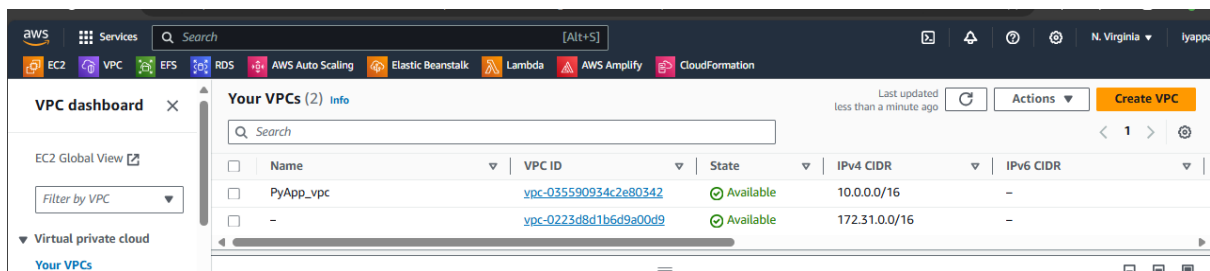 aws Services Search [Alt+S] N. Virginia iyappa
EC2 VPC EFS RDS AWS Auto Scaling Elastic Beanstalk Lambda AWS Amplify CloudFormation
VPC dashboard
EC2 Global View
Filter by VPC
Virtual private cloud
Your VPCs
Your VPCs (2) Info
Last updated
less than a minute ago
Actions
Create VPC
Search
1
Name VPC ID State IPv4 CIDR IPv6 CIDR
PyApp_vpc vpc-035590934c2e80342 Available 10.0.0.0/16 –
– vpc-0223d8d1b6d9a00d9 Available 172.31.0.0/16 –